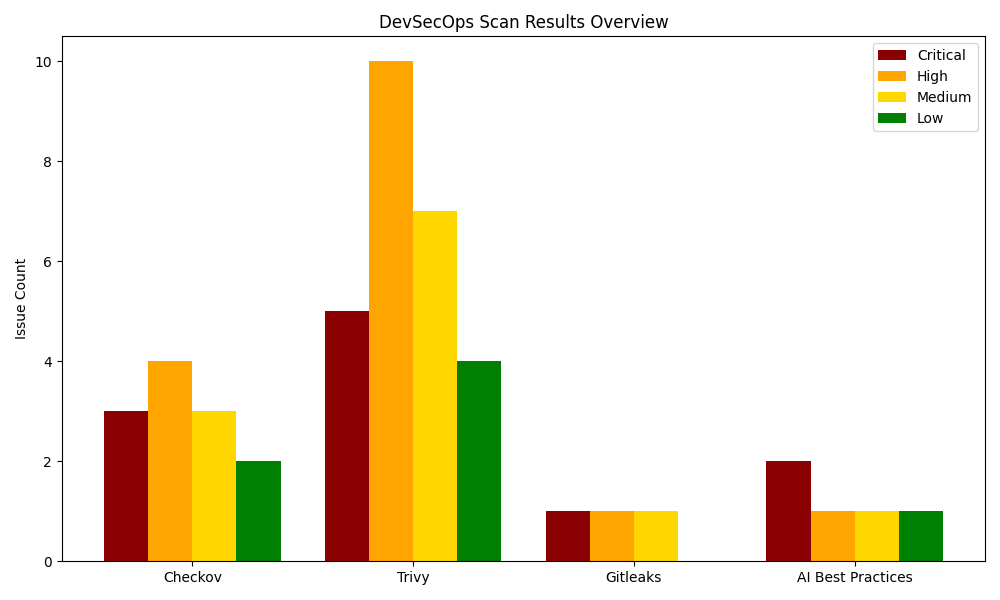 DevSecOps Scan Results Overview
Critical
High
Medium
Low
Issue Count
10
8
6
4
2
0
Checkov
Trivy
Gitleaks
AI Best Practices